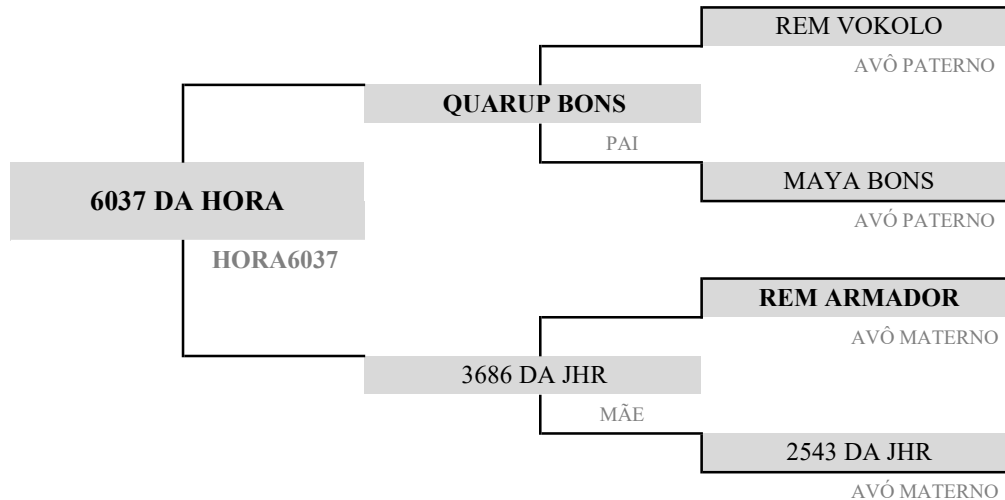 REM VOKOLO
AVÔ PATERNO
QUARUP BONS
PAI
MAYA BONS
AVÓ PATERNO
6037 DA HORA
HORA6037
REM ARMADOR
AVÔ MATERNO
3686 DA JHR
MÃE
2543 DA JHR
AVÓ MATERNO